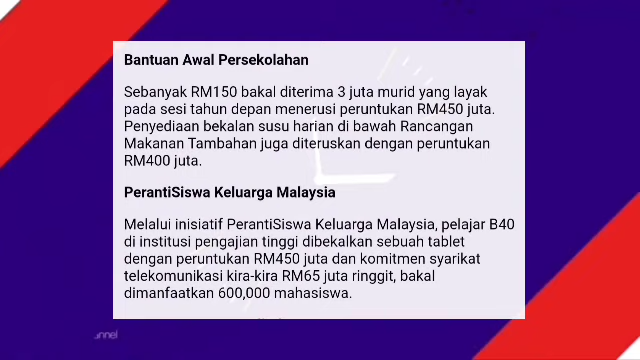 Bantuan Awal Persekolahan
Sebanyak RM150 bakal diterima 3 juta murid yang layak
pada sesi tahun depan menerusi peruntukan RM450 juta.
Penyediaan bekalan susu harian di bawah Rancangan
Makanan Tambahan juga diteruskan dengan peruntukan
RM400 juta.
PerantiSiswa Keluarga Malaysia
Melalui inisiatif PerantiSiswa Keluarga Malaysia, pelajar B40
di institusi pengajian tinggi dibekalkan sebuah tablet
dengan peruntukan RM450 juta dan komitmen syarikat
telekomunikasi kira-kira RM65 juta ringgit, bakal
dimanfaatkan 600,000 mahasiswa.